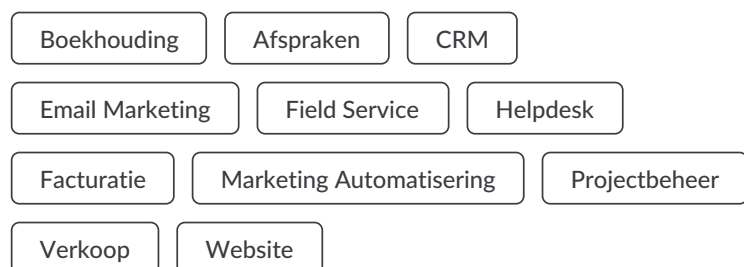 Boekhouding Afspraken CRM
Email Marketing Field Service Helpdesk
Facturatie Marketing Automatisering Projectbeheer
Verkoop Website